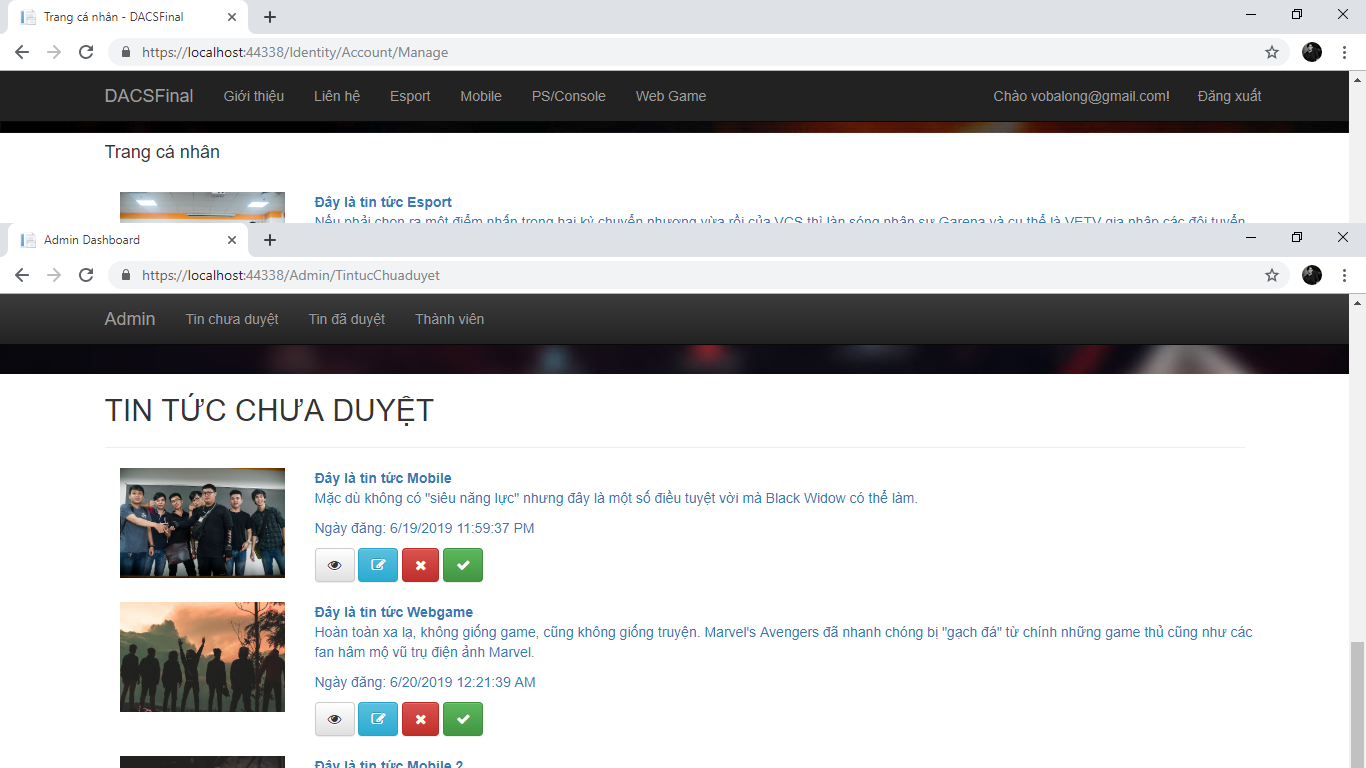 Trang cá nhân - DACSFinal
https://localhost:44338/Identity/Account/Manage
DACSFinal Giới thiệu Liên hệ Esport Mobile PS/Console Web Game Chào vobalong@gmail.com! Đăng xuất
Trang cá nhân
Đây là tin tức Esport
Nếu phải chọn ra một điểm nhấn trong hai kỳ chuyển nhượng vừa rồi của VCS thì làn sóng nhân sự Garena và cụ thể là VETV gia nhập các đội tuyển
Admin Dashboard
https://localhost:44338/Admin/TintucChuaduyet
Admin Tin chưa duyệt Tin đã duyệt Thành viên
TIN TỨC CHƯA DUYỆT
Đây là tin tức Mobile
Mặc dù không có "siêu năng lực" nhưng đây là một số điều tuyệt vời mà Black Widow có thể làm.
Ngày đăng: 6/19/2019 11:59:37 PM
Đây là tin tức Webgame
Hoàn toàn xa lạ, không giống game, cũng không giống truyện. Marvel's Avengers đã nhanh chóng bị "gạch đá" từ chính những game thủ cũng như các
fan hâm mộ vũ trụ điện ảnh Marvel.
Ngày đăng: 6/20/2019 12:21:39 AM
Đây là tin tức Mobile 2